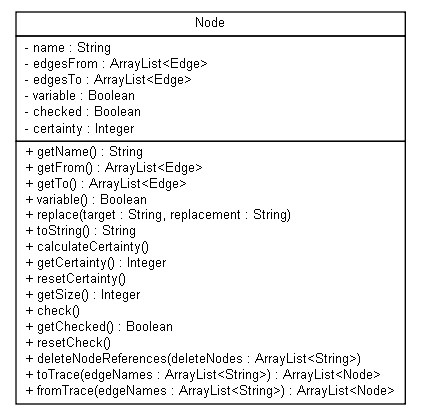 Node
- name : String
- edgesFrom : ArrayList<Edge>
- edgesTo : ArrayList<Edge>
- variable : Boolean
- checked : Boolean
- certainty : Integer
+ getName() : String
+ getFrom() : ArrayList<Edge>
+ getTo() : ArrayList<Edge>
+ variable() : Boolean
+ replace(target : String, replacement : String)
+ toString() : String
+ calculateCertainty()
+ getCertainty() : Integer
+ resetCertainty()
+ getSize() : Integer
+ check()
+ getChecked() : Boolean
+ resetCheck()
+ deleteNodeReferences(deleteNodes : ArrayList<String>)
+ toTrace(edgeNames : ArrayList<String>) : ArrayList<Node>
+ fromTrace(edgeNames : ArrayList<String>) : ArrayList<Node>